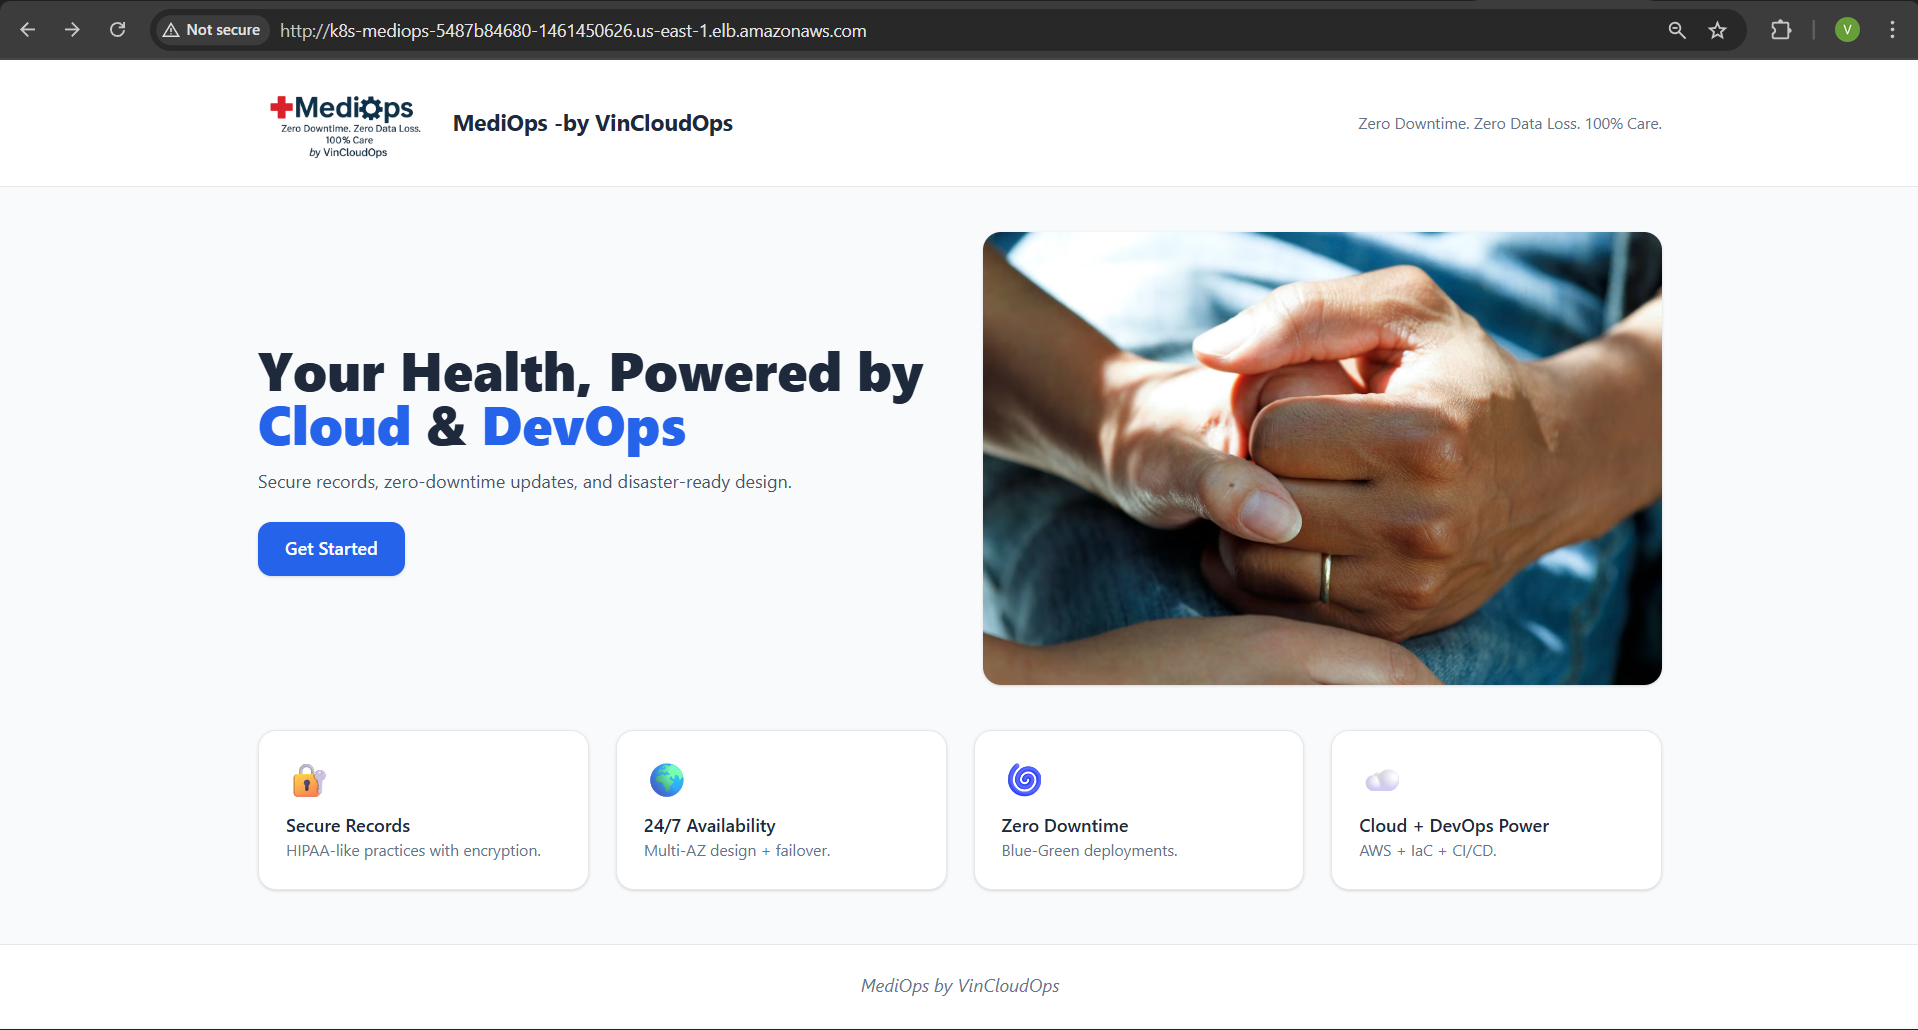 Not secure
http://k8s-mediops-5487b84680-1461450626.us-east-1.elb.amazonaws.com
V
MediOps
Zero Downtime. Zero Data Loss.
100% Care
by VinCloudOps
MediOps -by VinCloudOps
Zero Downtime. Zero Data Loss. 100% Care.
Your Health, Powered by
Cloud & DevOps
Secure records, zero-downtime updates, and disaster-ready design.
Get Started
Secure Records
HIPAA-like practices with encryption.
24/7 Availability
Multi-AZ design + failover.
Zero Downtime
Blue-Green deployments.
Cloud + DevOps Power
AWS + IaC + CI/CD.
MediOps by VinCloudOps